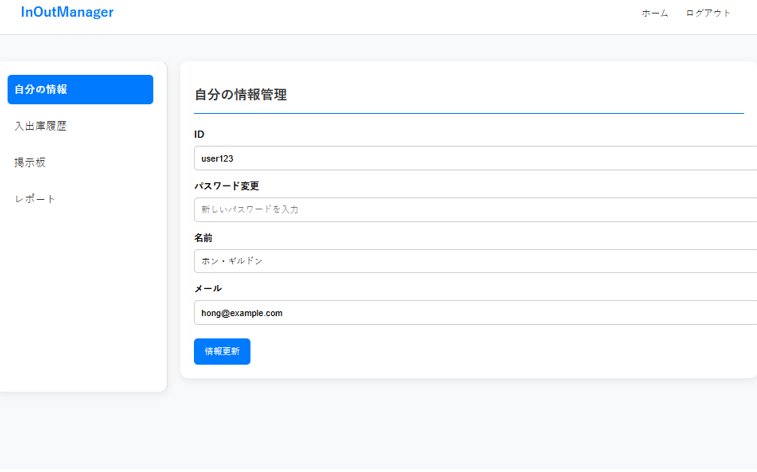 InOutManager
ホーム ログアウト
自分の情報
入出庫履歴
掲示板
レポート
自分の情報管理
ID
user123
パスワード変更
新しいパスワードを入力
名前
ホン・ギルドン
メール
hong@example.com
情報更新